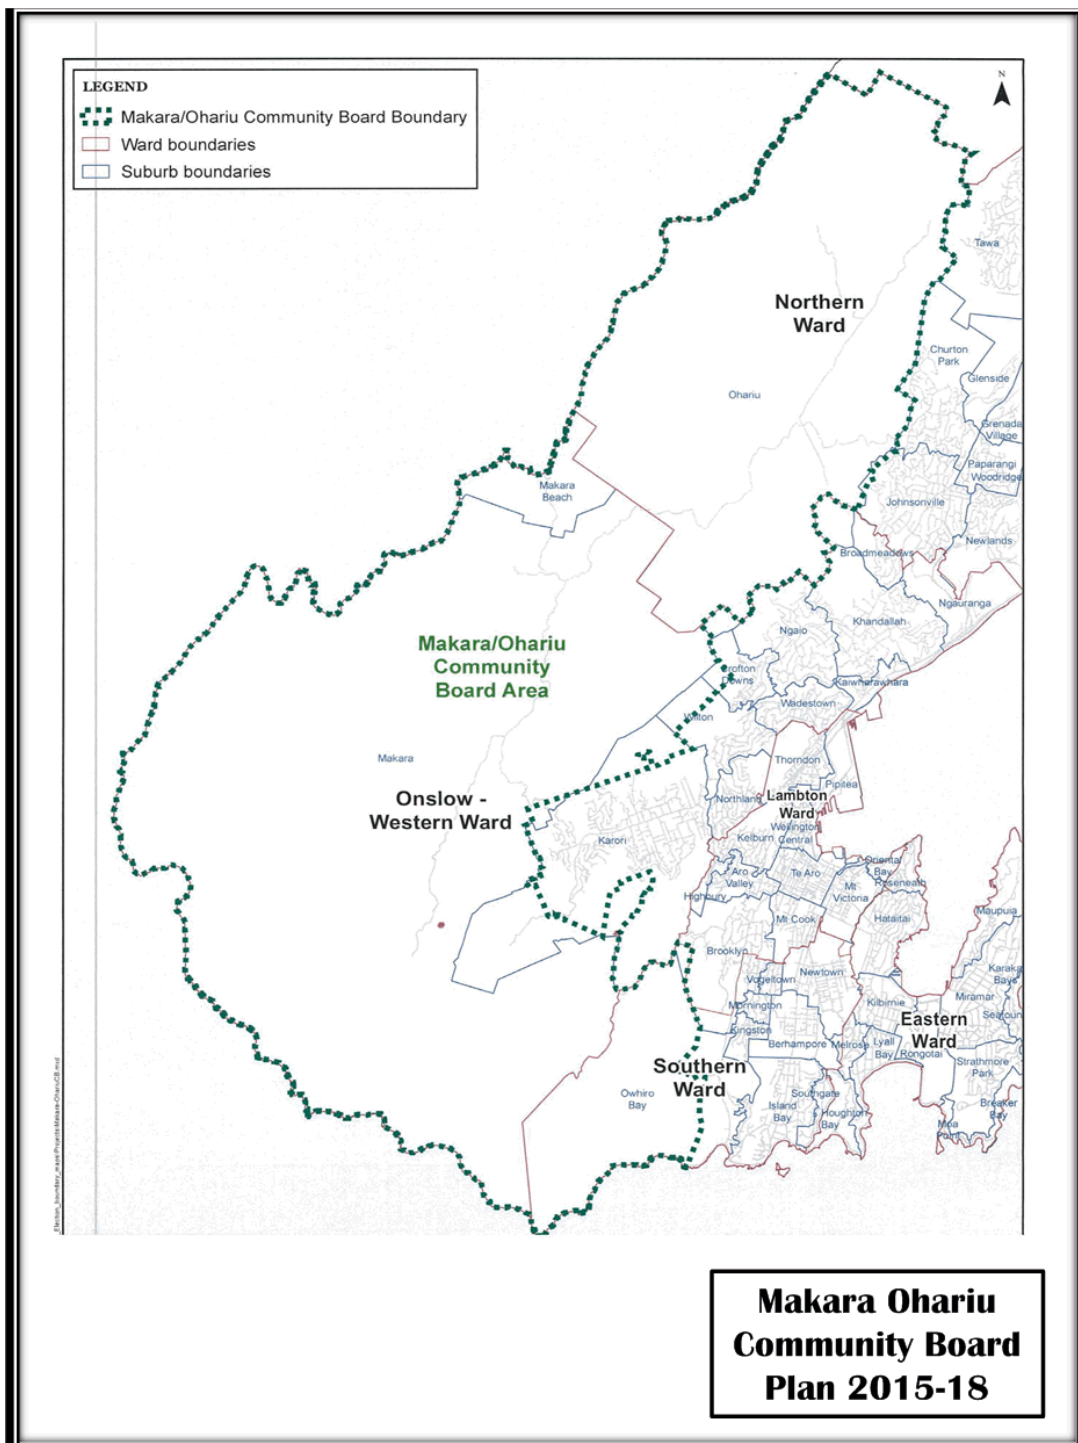 LEGEND
Makara/Ohariu Community Board Boundary
Ward boundaries
Suburb boundaries
N
Tawa
Northern
Ward
Churton
Park
Glenside
Ohariu
Grenada
Village
Paparangi
Woodridge
Makara
Beach
Johnsonville
Newlands
Broadmeadows
Ngauranga
Khandallah
Ngaio
Makara/Ohariu
Community
Board Area
Crofton
Downs
Kaiwharawhara
Wadestown
Wilton
Makara
Thorndon
Pipitea
Onslow -
Western Ward
Northland
Lambton
Ward
Wellington
Central
Kelburn
Karori
Oriental
Bay
Aro
Valley
Te Aro
Roseneath
Mt
Victoria
Highbury
Mt Cook
Hataitai
Maupuia
Brooklyn
Vogeltown
Newtown
Karaka
Bays
Miramar
Mornington
Kilbirnie
Seatoun
Kingston
Eastern
Ward
Berhampore
Melrose
Lyall
Bay
Rongotai
Strathmore
Park
Southern
Ward
Owhiro
Bay
Southgate
Island
Bay
Houghton
Bay
Breaker
Bay
Moa
Point
Makara Ohariu
Community Board
Plan 2015-18